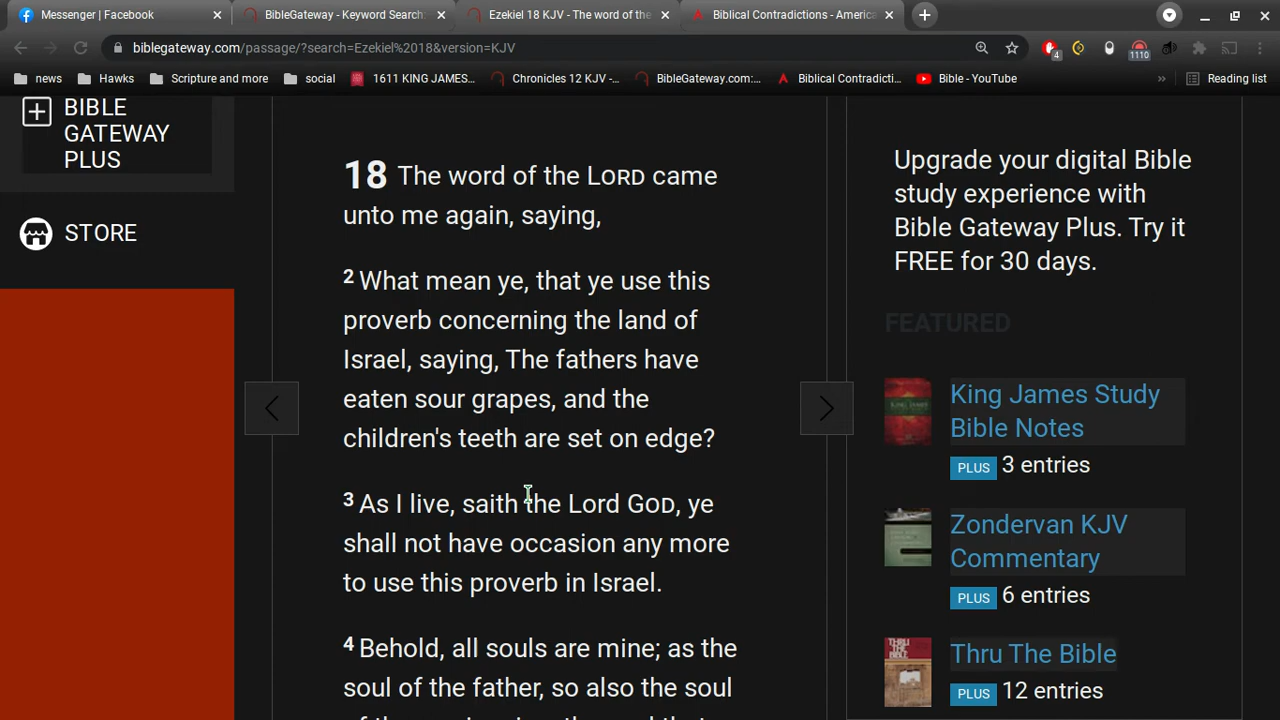 Messenger | Facebook
BibleGateway - Keyword Search:
Ezekiel 18 KJV - The word of the
Biblical Contradictions - America
biblegateway.com/passage/?search=Ezekiel%2018&version=KJV
4
1110
news
Hawks
Scripture and more
social
1611 KING JAMES...
Chronicles 12 KJV -...
BibleGateway.com:...
Biblical Contradicti...
Bible - YouTube
»
Reading list
BIBLE
GATEWAY
PLUS
STORE
18 The word of the LORD came
unto me again, saying,
2 What mean ye, that ye use this
proverb concerning the land of
Israel, saying, The fathers have
eaten sour grapes, and the
children's teeth are set on edge?
3 As I live, saith the Lord GOD, ye
shall not have occasion any more
to use this proverb in Israel.
4 Behold, all souls are mine; as the
soul of the father, so also the soul
Upgrade your digital Bible
study experience with
Bible Gateway Plus. Try it
FREE for 30 days.
FEATURED
King James Study
Bible Notes
PLUS 3 entries
Zondervan KJV
Commentary
PLUS 6 entries
THRU THE BIBLE
Thru The Bible
PLUS 12 entries